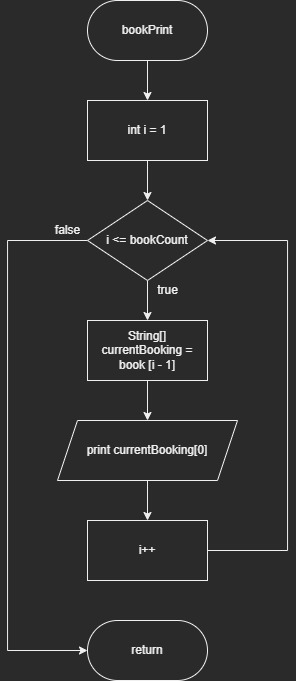 bookPrint
int i = 1
false
i <= bookCount
true
String[]
currentBooking =
book [i - 1]
print currentBooking[0]
i++
return